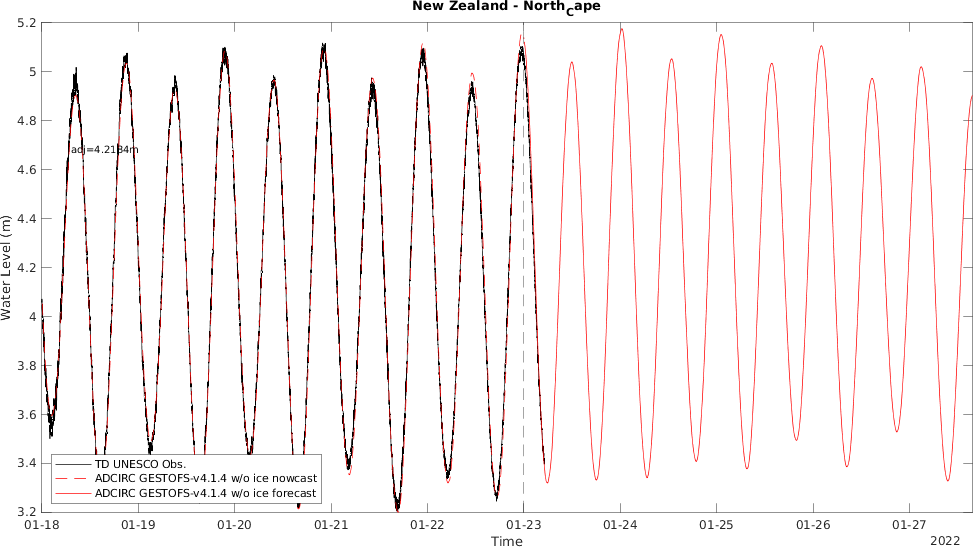 New Zealand - NorthCape
5.2
5
4.8
4.6
4.4
4.2
4
3.8
3.6
3.4
3.2
Water Level (m)
adj=4.2184m
TD UNESCO Obs.
ADCIRC GESTOFS-v4.1.4 w/o ice nowcast
ADCIRC GESTOFS-v4.1.4 w/o ice forecast
01-18 01-19 01-20 01-21 01-22 01-23 01-24 01-25 01-26 01-27
Time
2022